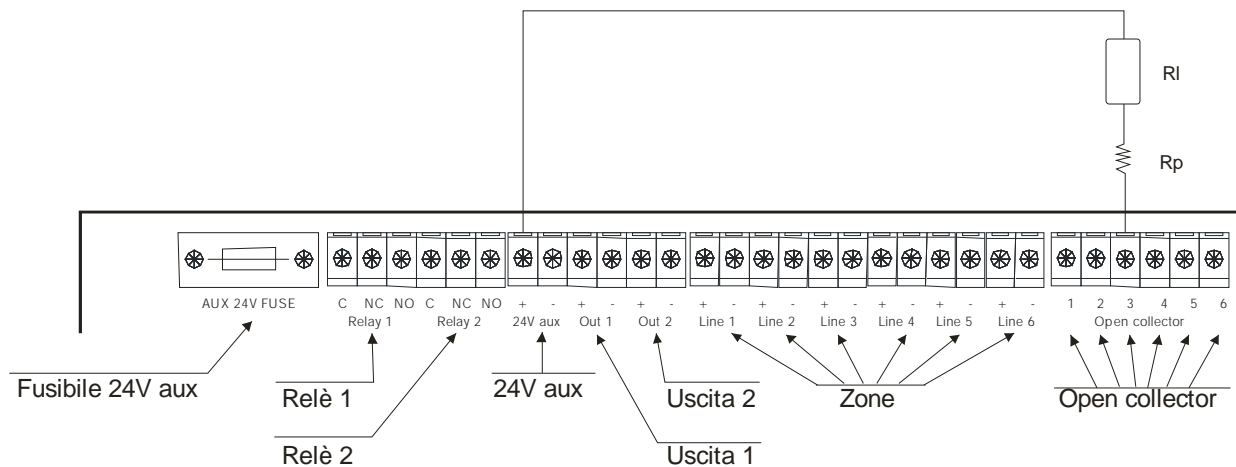 Rl
Rp
AUX 24V FUSE
C NC NO C NC NO
+ - + - + -
+ - + - + - + - + - + -
1 2 3 4 5 6
Relay 1 Relay 2
24V aux Out 1 Out 2
Line 1 Line 2 Line 3 Line 4 Line 5 Line 6
Open collector
Fusibile 24V aux
Relè 1
24V aux
Uscita 2
Zone
Open collector
Relè 2
Uscita 1